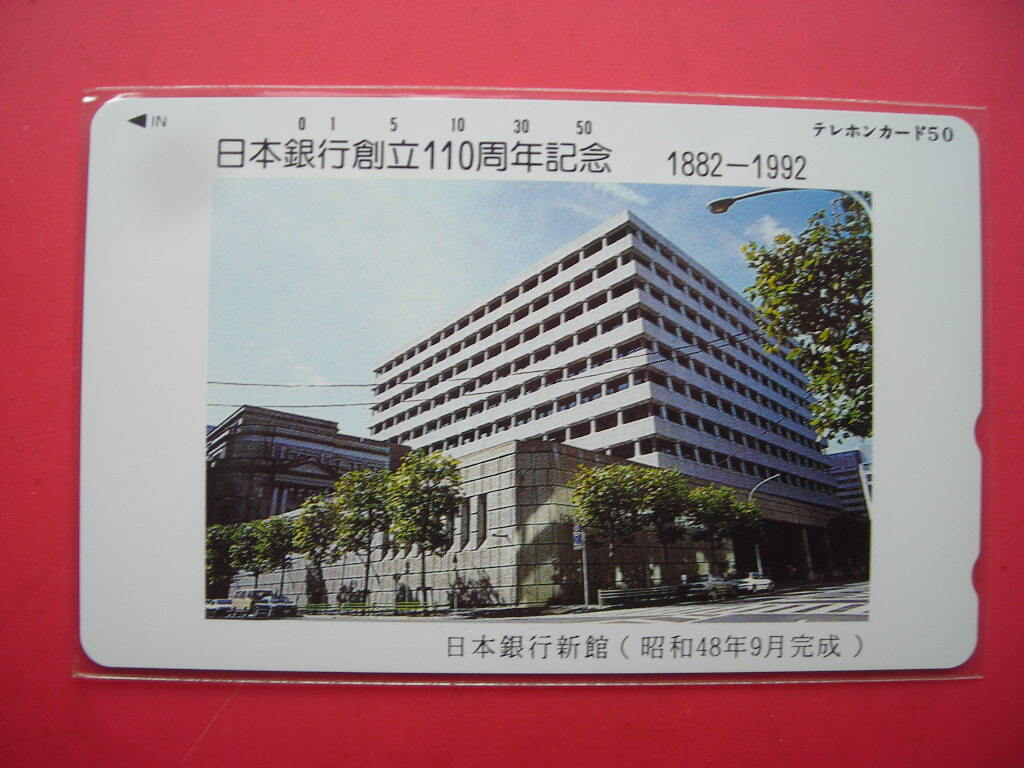 ◀IN
0 1 5 10 30 50
テレホンカード50
日本銀行創立110周年記念 1882−1992
日本銀行新館(昭和48年9月完成)